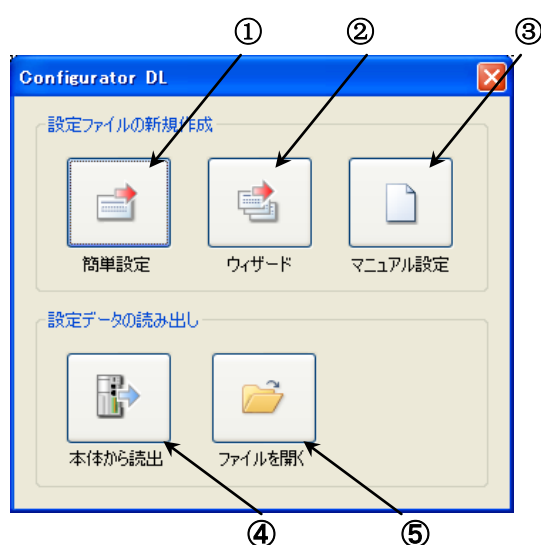 ① ② ③
Configurator DL
設定ファイルの新規作成
簡単設定 ウィザード マニュアル設定
設定データの読み出し
本体から読出 ファイルを開く
④ ⑤